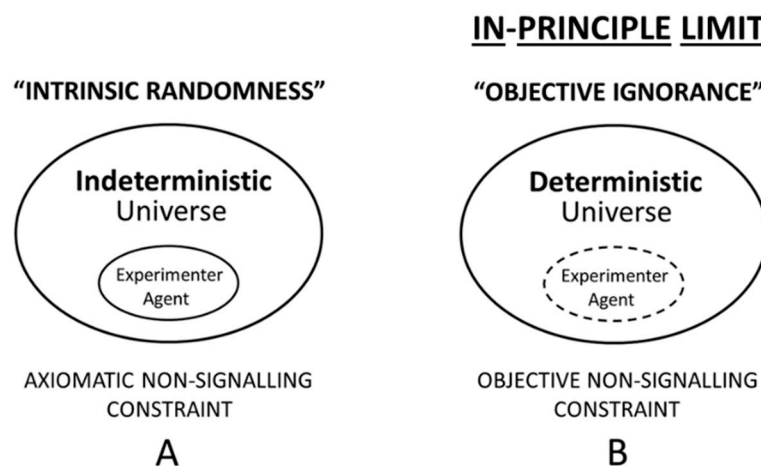 IN-PRINCIPLE LIMIT
“INTRINSIC RANDOMNESS”
“OBJECTIVE IGNORANCE”
Indeterministic
Universe
Experimenter
Agent
Deterministic
Universe
Experimenter
Agent
AXIOMATIC NON-SIGNALLING
CONSTRAINT
OBJECTIVE NON-SIGNALLING
CONSTRAINT
A
B